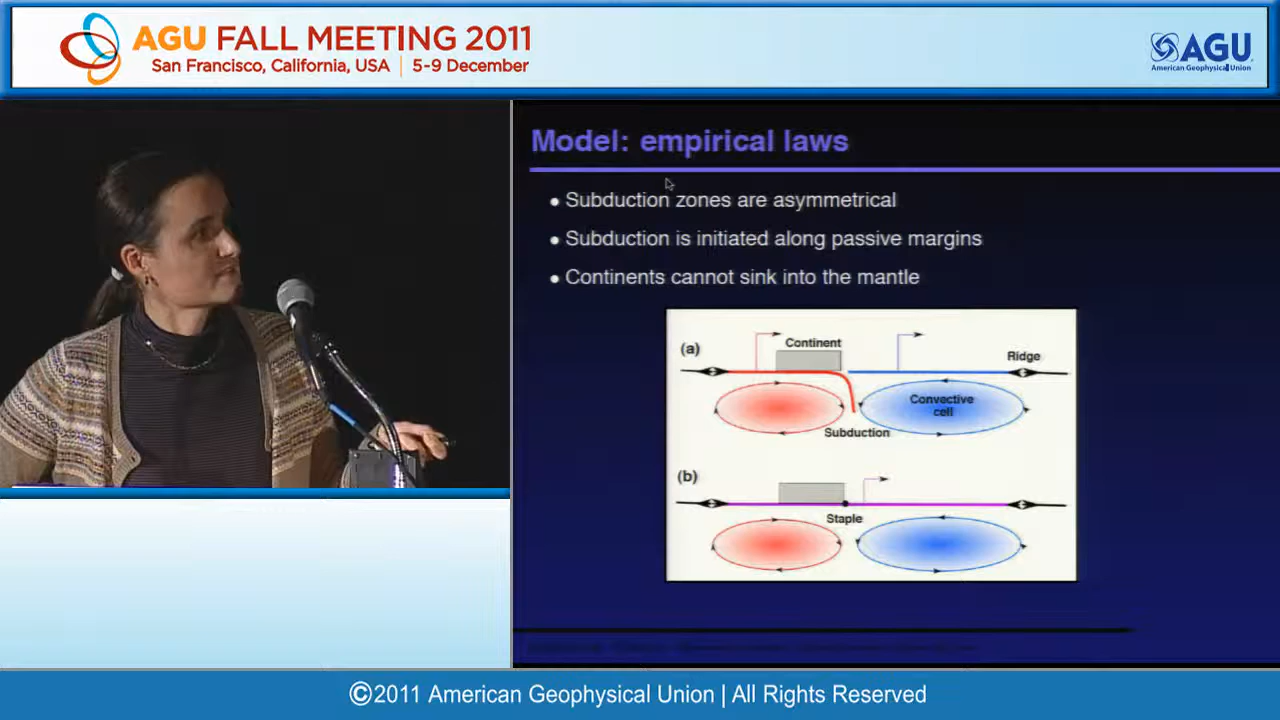 AGU FALL MEETING 2011
San Francisco, California, USA | 5-9 December
AGU
American Geophysical Union
Model: empirical laws
• Subduction zones are asymmetrical
• Subduction is initiated along passive margins
• Continents cannot sink into the mantle
(a)
Continent
Ridge
Convective
cell
Subduction
(b)
Staple
©2011 American Geophysical Union | All Rights Reserved